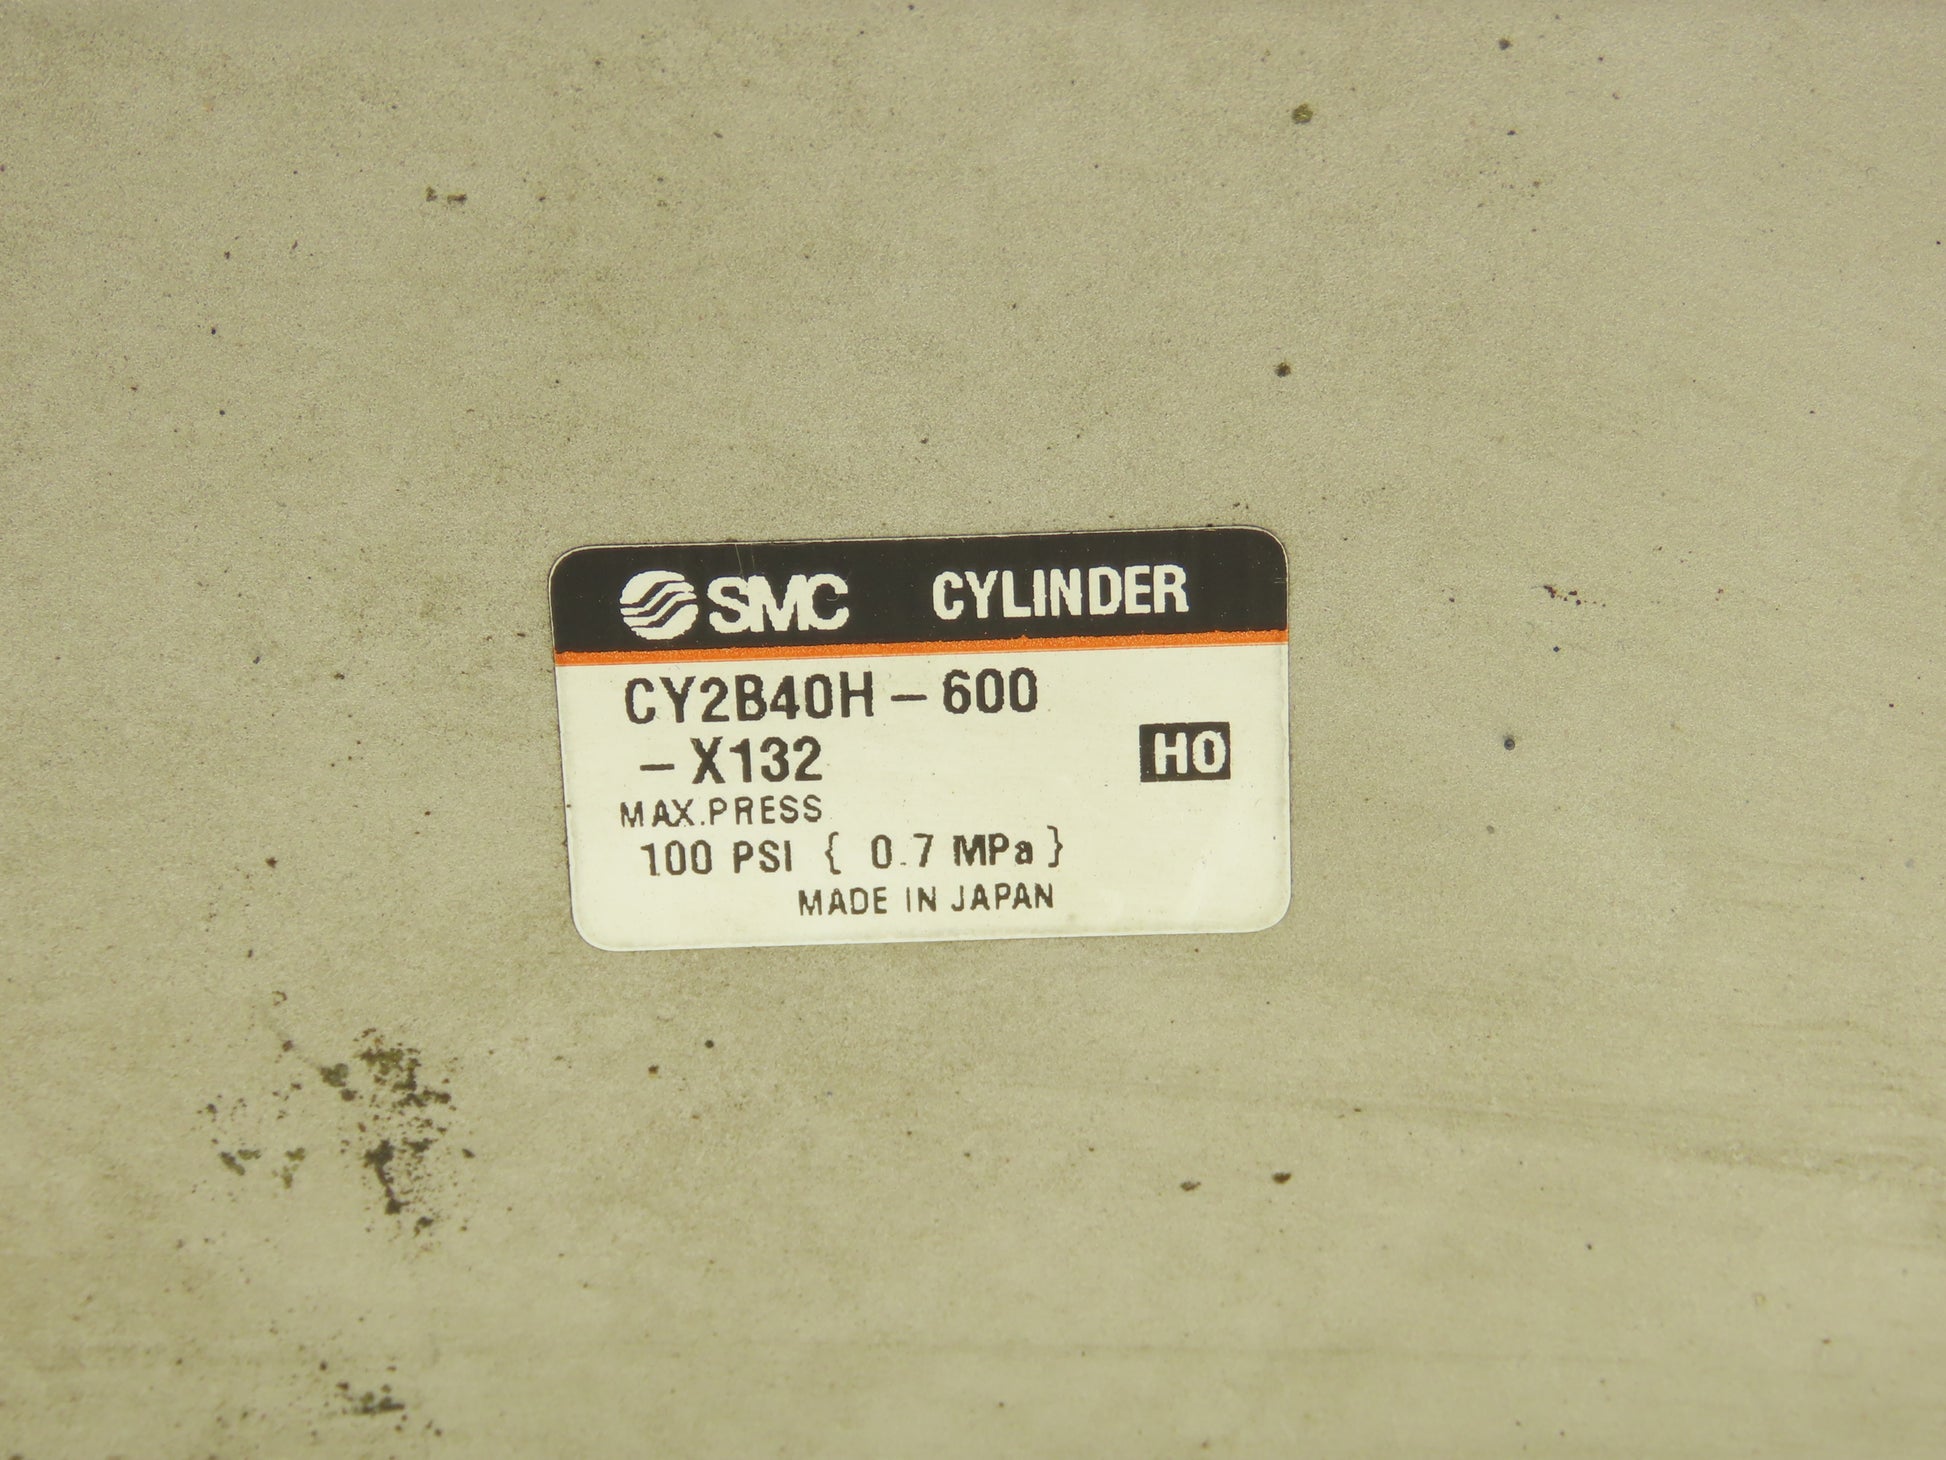 SMC CYLINDER
CY2B40H-600
-X132
HO
MAX.PRESS
100 PSI { 0.7 MPa }
MADE IN JAPAN